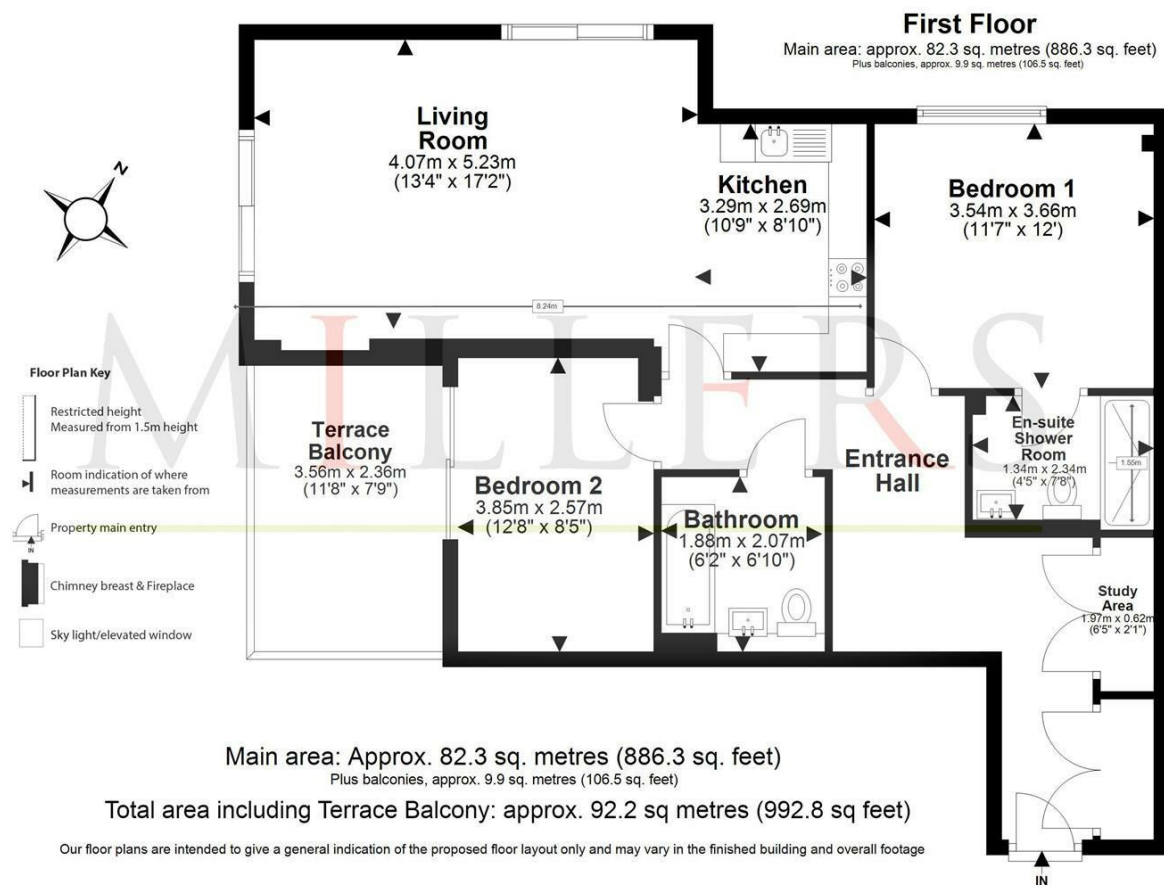 First Floor
Main area: approx. 82.3 sq. metres (886.3 sq. feet)
Plus balconies, approx. 9.9 sq. metres (106.5 sq. feet)
Living
Room
4.07m x 5.23m
(13'4" x 17'2")
Kitchen
3.29m x 2.69m
(10'9" x 8'10")
Bedroom 1
3.54m x 3.66m
(11'7" x 12')
N
8.24m
MILLERS
Floor Plan Key
Restricted height
Measured from 1.5m height
Room indication of where
measurements are taken from
Property main entry
IN
Chimney breast & Fireplace
Sky light/elevated window
Terrace
Balcony
3.56m x 2.36m
(11'8" x 7'9")
Bedroom 2
3.85m x 2.57m
(12'8" x 8'5")
Bathroom
1.88m x 2.07m
(6'2" x 6'10")
Entrance
Hall
En-suite
Shower
Room
1.34m x 2.34m
(4'5" x 7'8")
1.55m
Study
Area
1.97m x 0.62m
(6'5" x 2'1")
Main area: Approx. 82.3 sq. metres (886.3 sq. feet)
Plus balconies, approx. 9.9 sq. metres (106.5 sq. feet)
Total area including Terrace Balcony: approx. 92.2 sq metres (992.8 sq feet)
Our floor plans are intended to give a general indication of the proposed floor layout only and may vary in the finished building and overall footage
IN